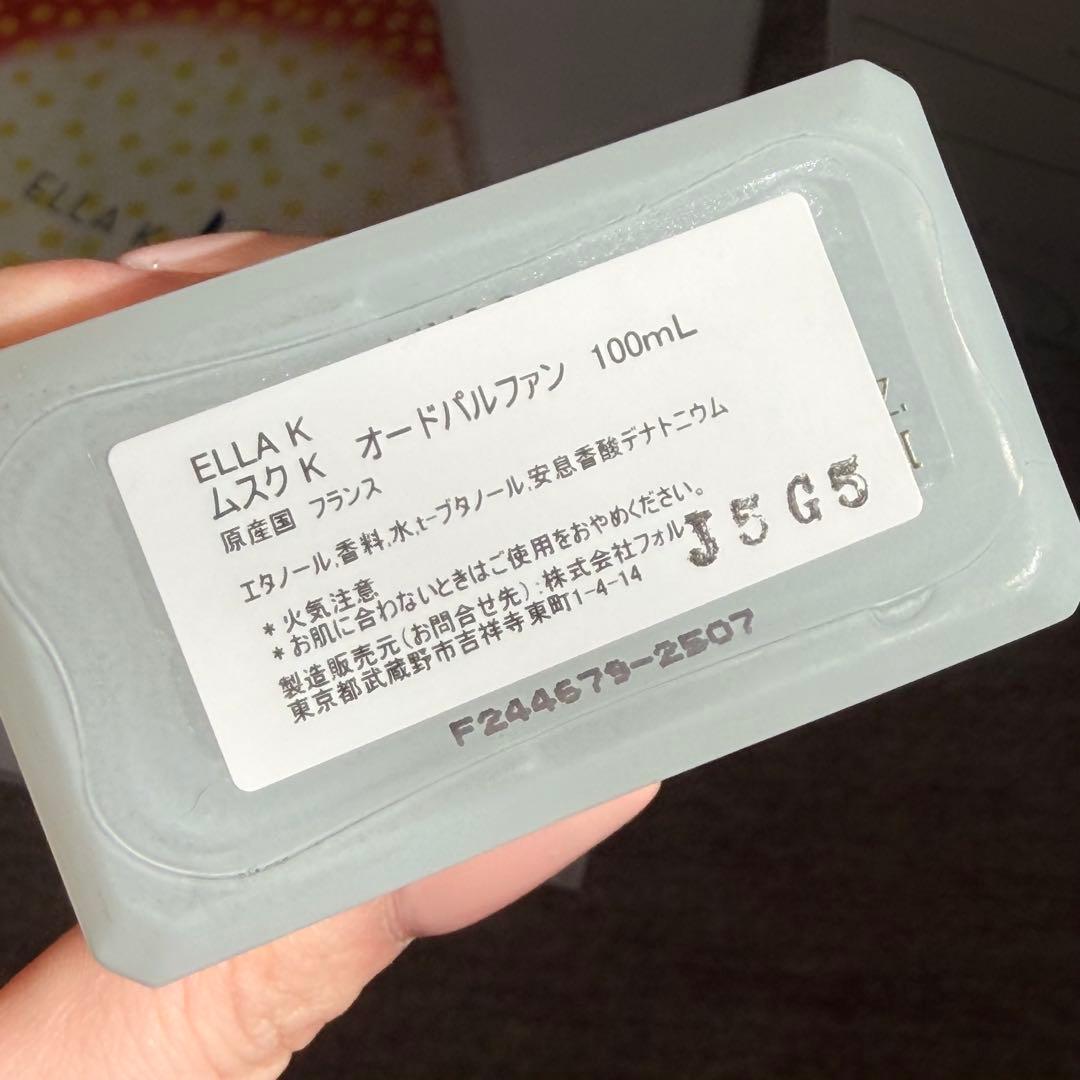 ELLA K
ELLA K
ムスク K オードパルファン 100mL
原産国 フランス
エタノール,香料,水,t-ブタノール,安息香酸デナトニウム
*火気注意
*お肌に合わないときはご使用をおやめください。
製造販売元(お問合せ先):株式会社フォル
東京都武蔵野市吉祥寺東町1-4-14
J5G5
F244679-2507